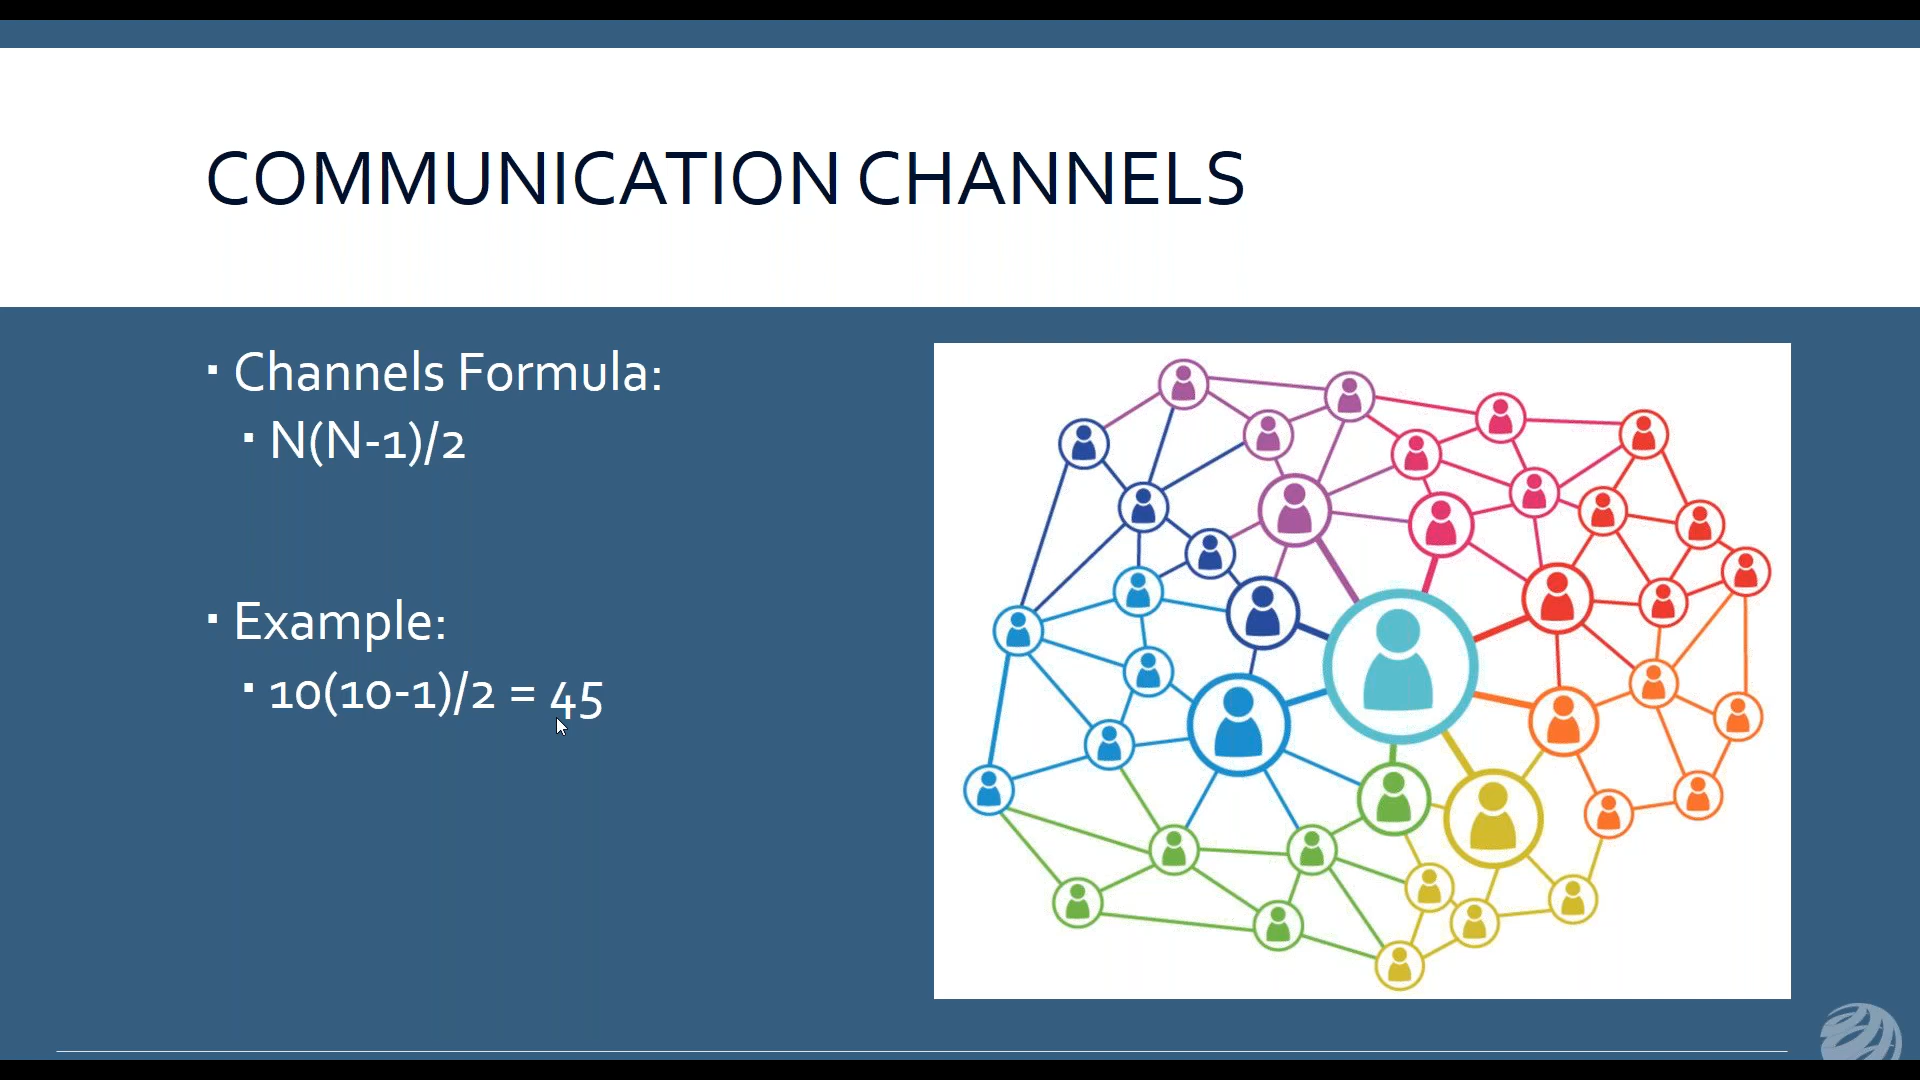 COMMUNICATION CHANNELS
▪ Channels Formula:
▪ N(N-1)/2
▪ Example:
▪ 10(10-1)/2 = 45